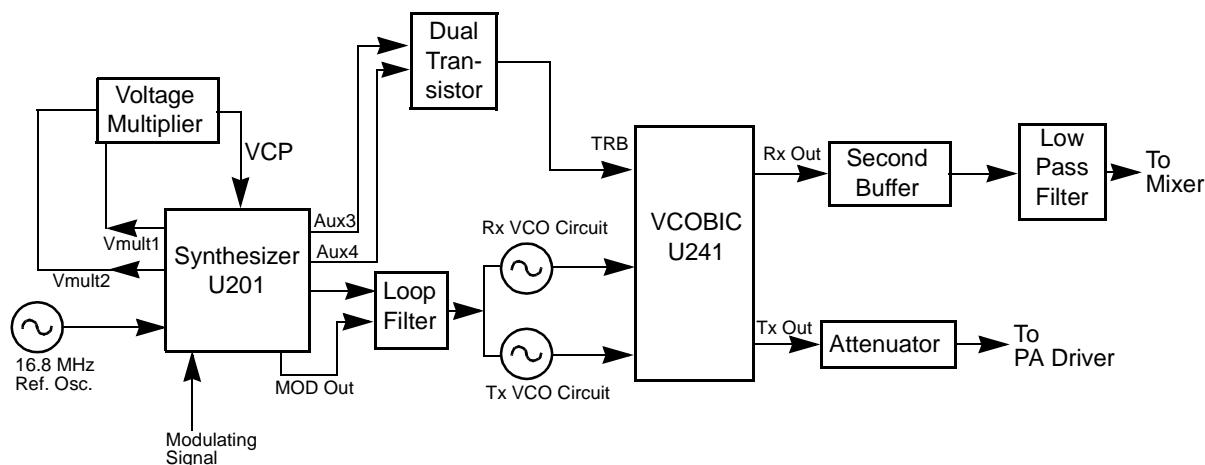 Dual
Tran-
sistor
Voltage
Multiplier
VCP
TRB
Rx Out
Second
Buffer
Low
Pass
Filter
To
Mixer
Vmult1
Vmult2
Synthesizer
U201
Aux3
Aux4
Rx VCO Circuit
VCOBIC
U241
Loop
Filter
16.8 MHz
Ref. Osc.
MOD Out
Tx VCO Circuit
Tx Out
Attenuator
To
PA Driver
Modulating
Signal